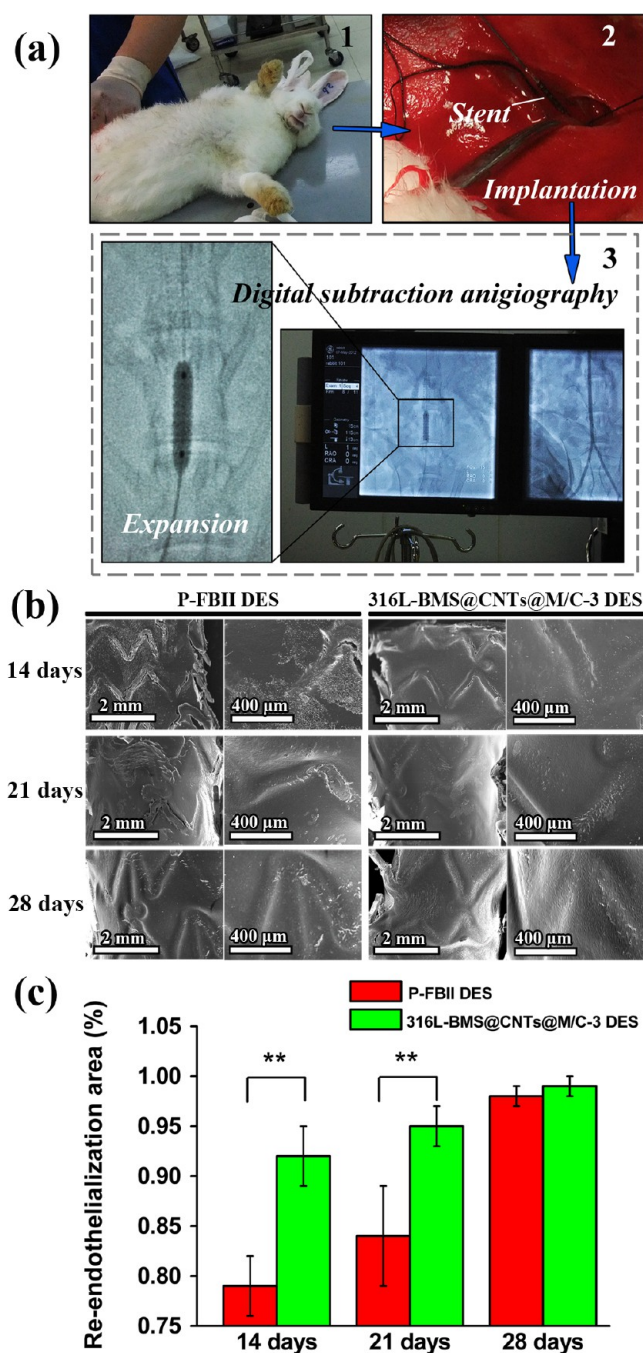 (a)
1
2
Stent
Implantation
3
Digital subtraction anigiography
Expansion
(b)
P-FBII DES
316L-BMS@CNTs@M/C-3 DES
14 days
2 mm
400 μm
2 mm
400 μm
21 days
2 mm
400 μm
2 mm
400 μm
28 days
2 mm
400 μm
2 mm
400 μm
(c)
P-FBII DES
316L-BMS@CNTs@M/C-3 DES
Re-endothelialization area (%)
1.05
1.00
0.95
0.90
0.85
0.80
0.75
**
**
14 days
21 days
28 days